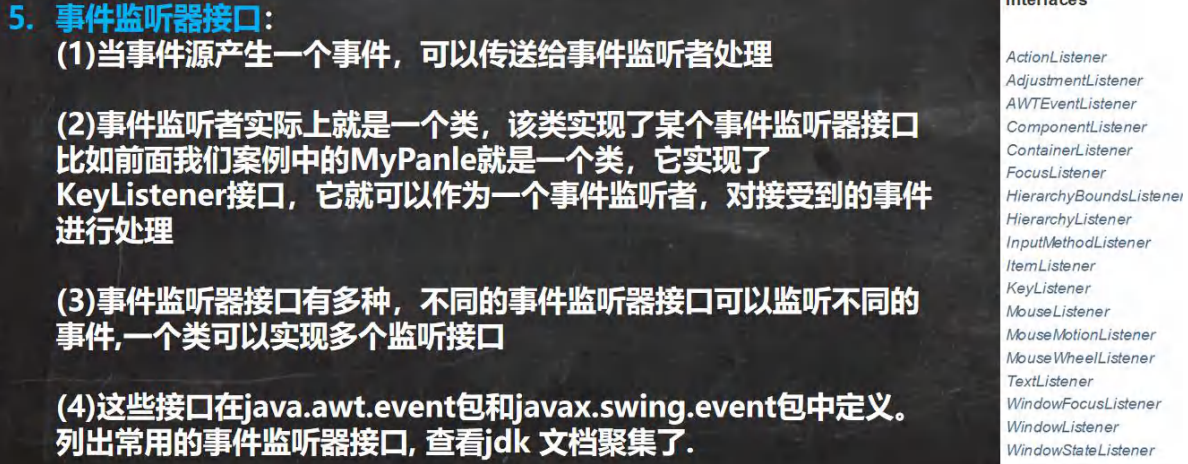 5. 事件监听器接口:
(1)当事件源产生一个事件，可以传送给事件监听者处理
(2)事件监听者实际上就是一个类，该类实现了某个事件监听器接口
比如前面我们案例中的MyPanle就是一个类，它实现了
KeyListener接口，它就可以作为一个事件监听者，对接受到的事件
进行处理
(3)事件监听器接口有多种，不同的事件监听器接口可以监听不同的
事件,一个类可以实现多个监听接口
(4)这些接口在java.awt.event包和javax.swing.event包中定义。
列出常用的事件监听器接口, 查看jdk 文档聚集了.
Interfaces
ActionListener
AdjustmentListener
AWTEventListener
ComponentListener
ContainerListener
FocusListener
HierarchyBoundsListener
HierarchyListener
InputMethodListener
ItemListener
KeyListener
MouseListener
MouseMotionListener
MouseWheelListener
TextListener
WindowFocusListener
WindowListener
WindowStateListener